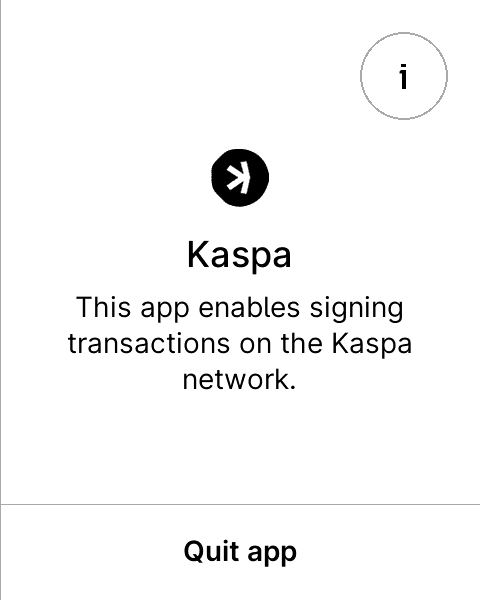 i
Kaspa
This app enables signing
transactions on the Kaspa
network.
Quit app